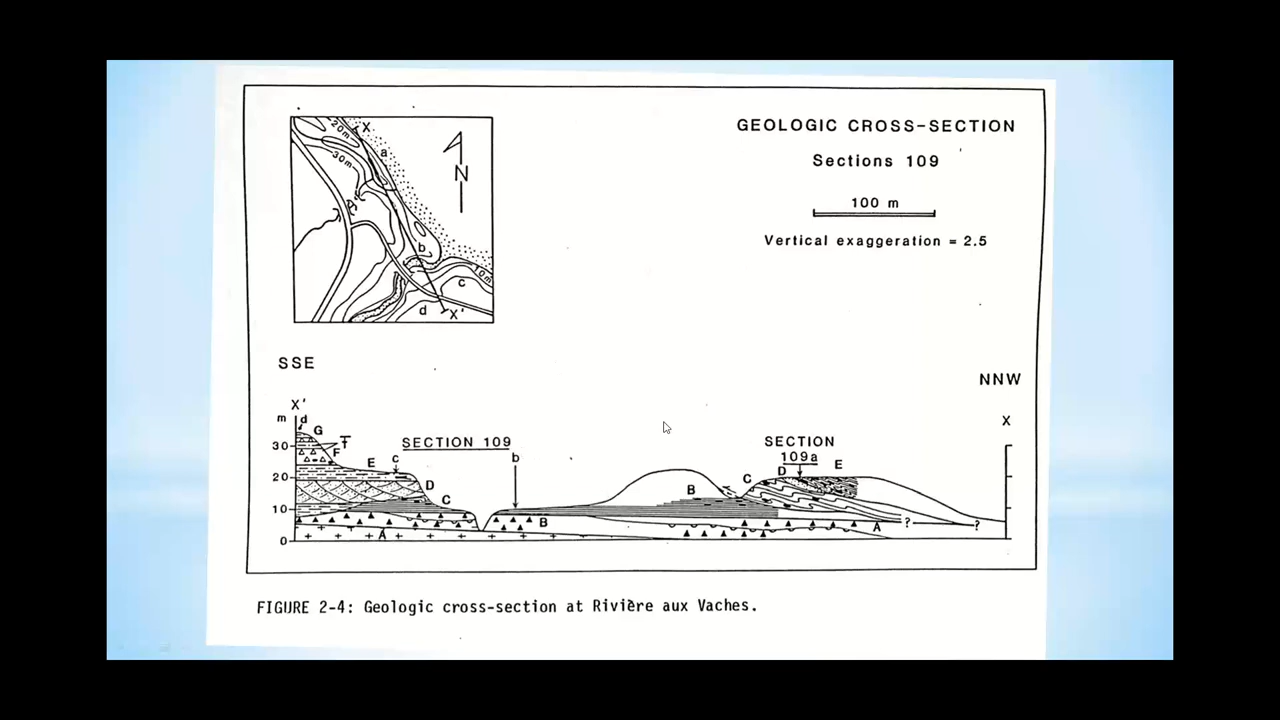 GEOLOGIC CROSS-SECTION
Sections 109
100 m
Vertical exaggeration = 2.5
20m
X
a
30m
N
b
10m
c
d
X'
SSE
NNW
X'
X
m
d
G
30
F
E
c
SECTION 109
b
SECTION
109a
20
D
C
B
C
D
E
10
B
A
A
?
?
0
FIGURE 2-4: Geologic cross-section at Rivière aux Vaches.